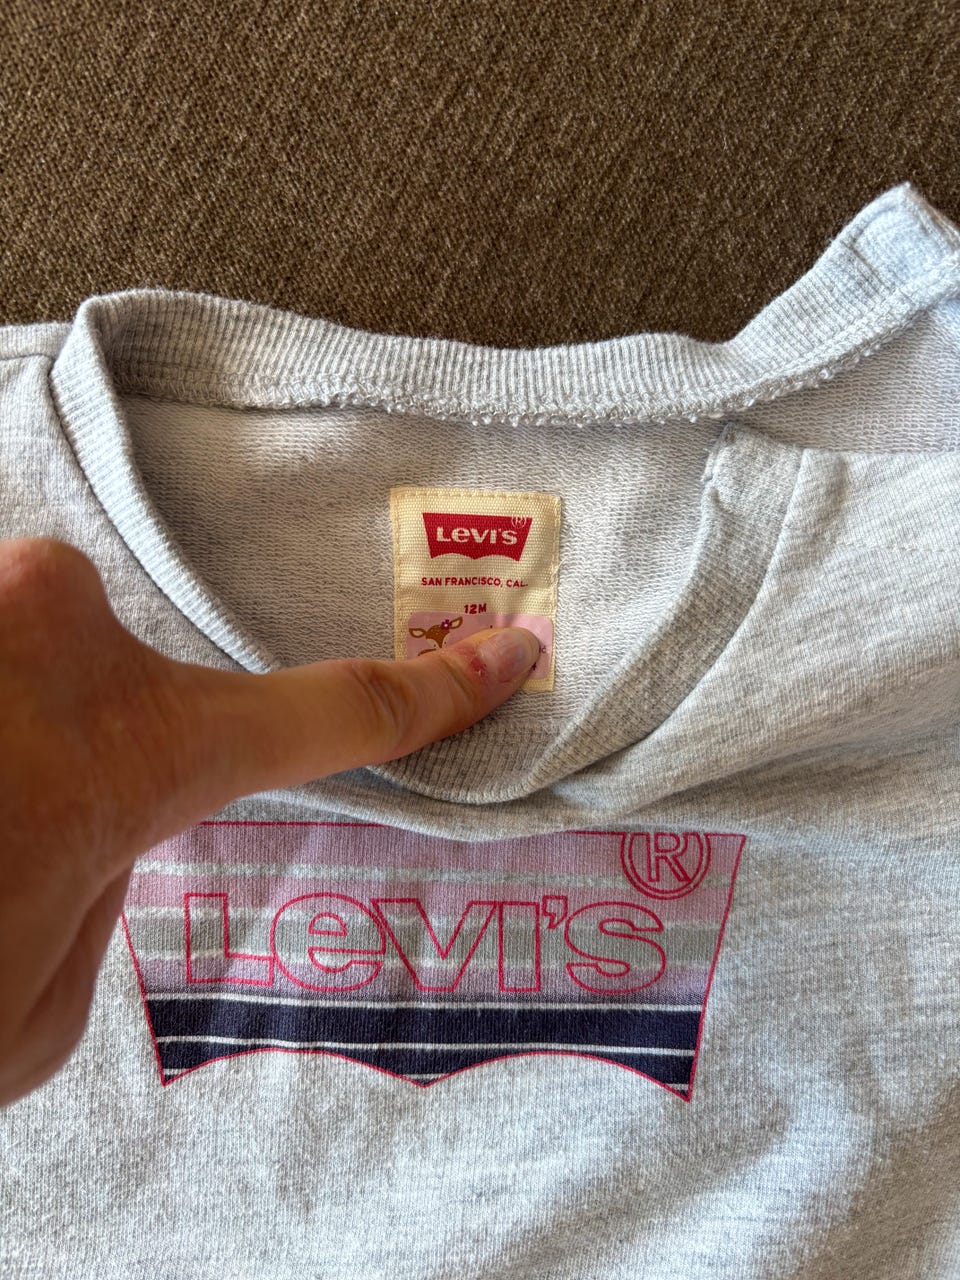 Levi's®
SAN FRANCISCO, CAL.
12M
Levi's®